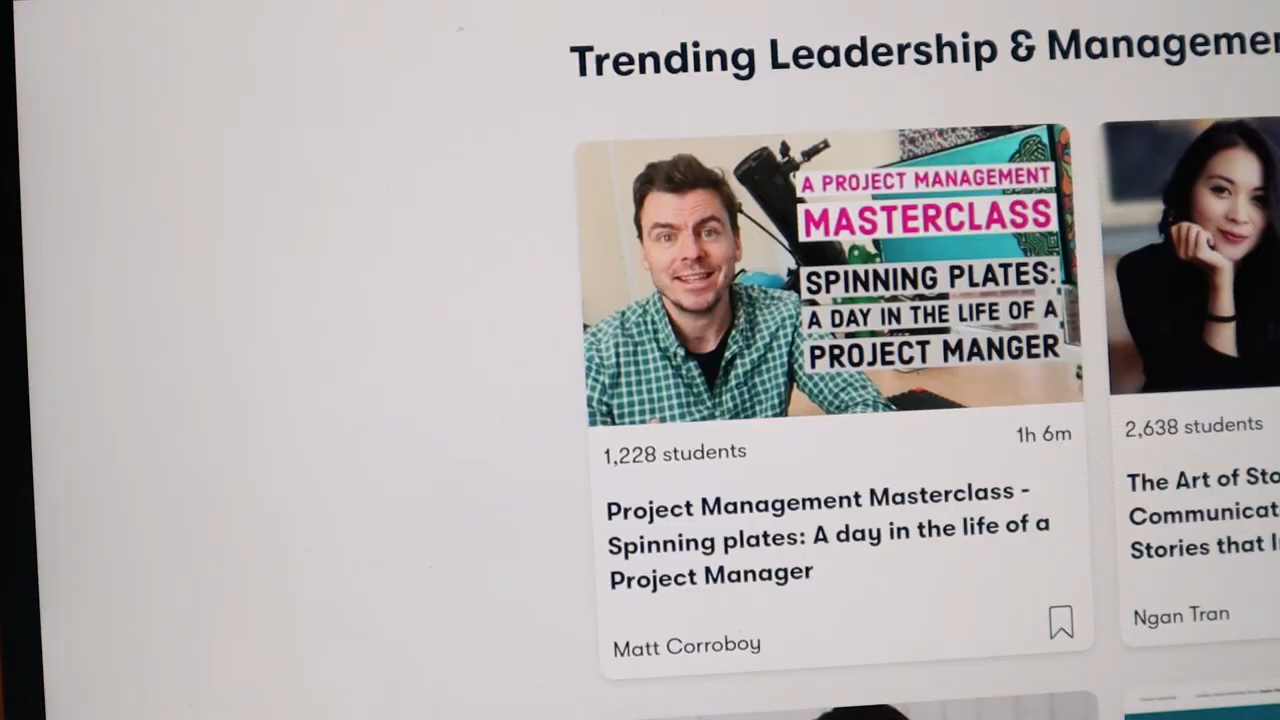 Trending Leadership & Managemen
A PROJECT MANAGEMENT
MASTERCLASS
SPINNING PLATES:
A DAY IN THE LIFE OF A
PROJECT MANGER
1,228 students
1h 6m
Project Management Masterclass -
Spinning plates: A day in the life of a
Project Manager
Matt Corroboy
2,638 students
The Art of Sto
Communicat
Stories that I
Ngan Tran